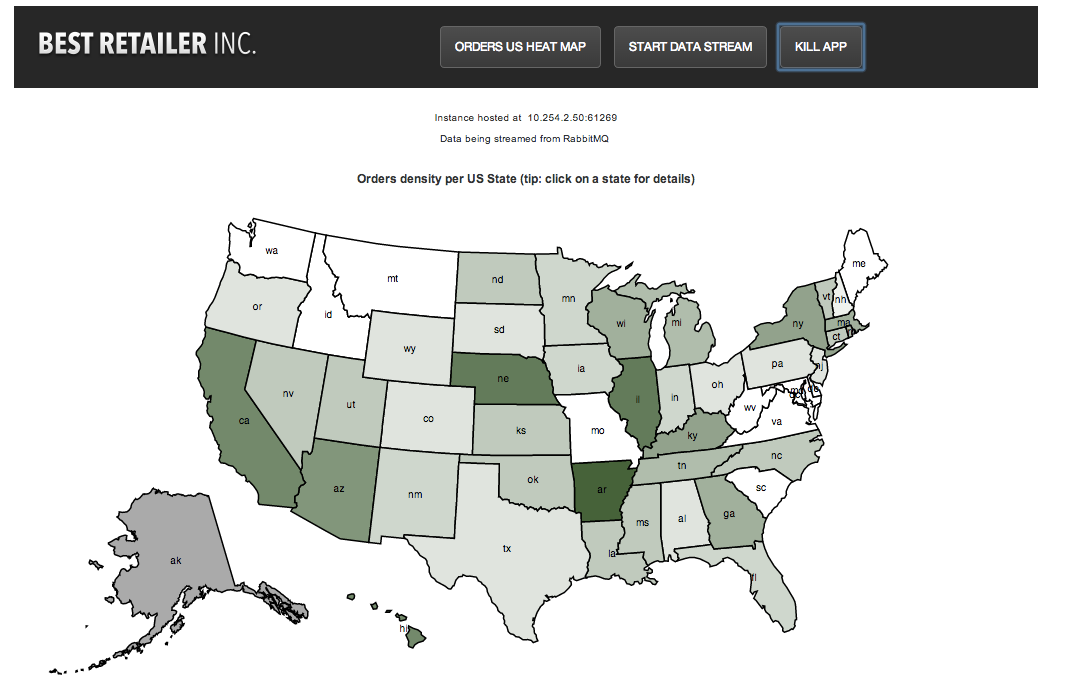 BEST RETAILER INC.
ORDERS US HEAT MAP
START DATA STREAM
KILL APP
Instance hosted at 10.254.2.50:61269
Data being streamed from RabbitMQ
Orders density per US State (tip: click on a state for details)
wa
me
mt
nd
or
mn
vt
nh
id
sd
wi
mi
ny
ma
ct
wy
ne
ia
pa
nj
nv
ut
co
il
in
oh
ca
ks
mo
wv
va
ky
nc
az
nm
ok
ar
tn
sc
tx
ms
al
ga
la
ak
fl
hi